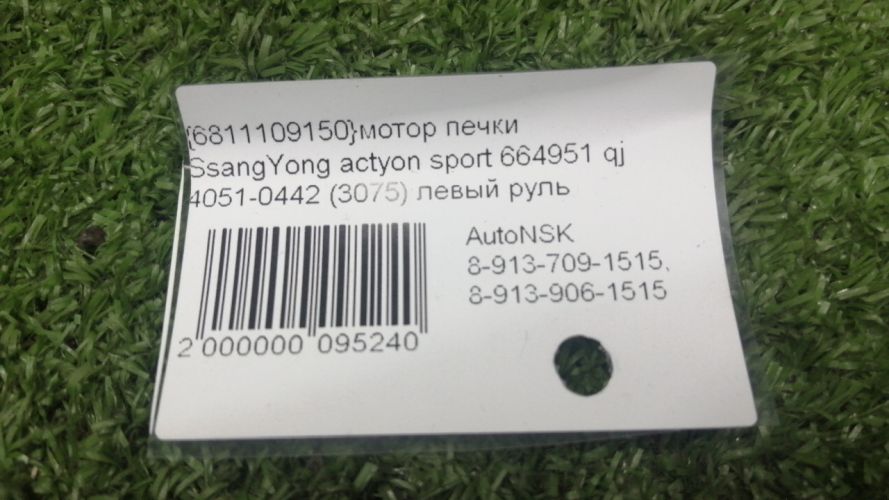 {6811109150}мотор печки
SsangYong actyon sport 664951 qj
4051-0442 (3075) левый руль
AutoNSK
8-913-709-1515,
8-913-906-1515
2 000000 095240